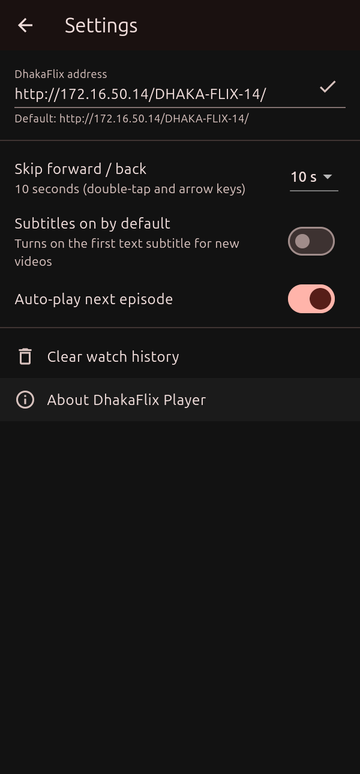 Settings
DhakaFlix address
http://172.16.50.14/DHAKA-FLIX-14/
Default: http://172.16.50.14/DHAKA-FLIX-14/
Skip forward / back
10 s
10 seconds (double-tap and arrow keys)
Subtitles on by default
Turns on the first text subtitle for new
videos
Auto-play next episode
Clear watch history
About DhakaFlix Player